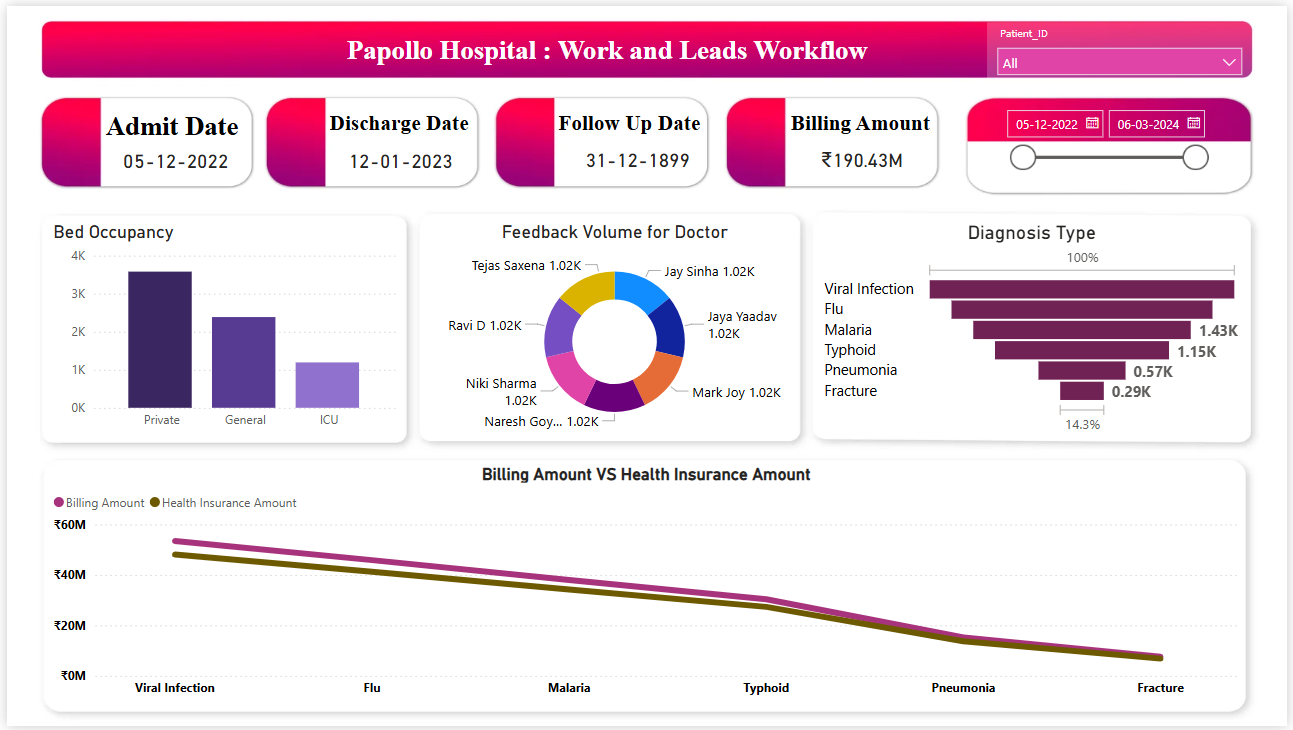 Papollo Hospital : Work and Leads Workflow
Patient_ID
All
Admit Date
05-12-2022
Discharge Date
12-01-2023
Follow Up Date
31-12-1899
Billing Amount
₹190.43M
05-12-2022
06-03-2024
Bed Occupancy
4K
3K
2K
1K
0K
Private
General
ICU
Feedback Volume for Doctor
Tejas Saxena 1.02K
Jay Sinha 1.02K
Ravi D 1.02K
Jaya Yaadav
1.02K
Niki Sharma
1.02K
Mark Joy 1.02K
Naresh Goy... 1.02K
Diagnosis Type
100%
Viral Infection
Flu
Malaria 1.43K
Typhoid 1.15K
Pneumonia 0.57K
Fracture 0.29K
14.3%
Billing Amount VS Health Insurance Amount
Billing Amount Health Insurance Amount
₹60M
₹40M
₹20M
₹0M
Viral Infection
Flu
Malaria
Typhoid
Pneumonia
Fracture